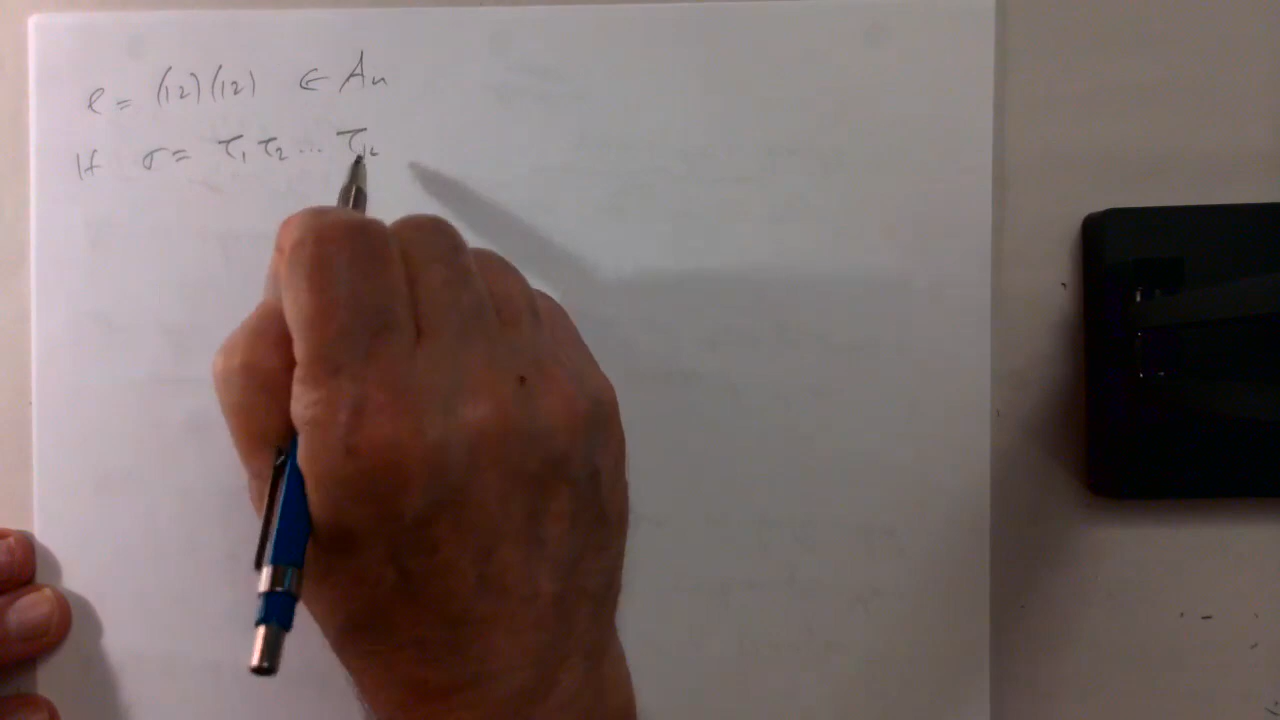 e = (12)(12) ∈ An
If σ = τ1 τ2 ... τk